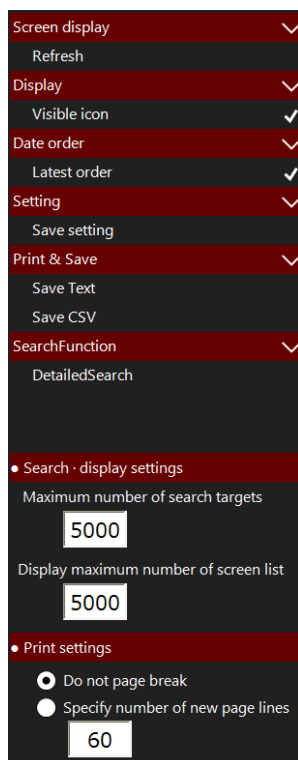 Screen display
Refresh
Display
Visible icon
Date order
Latest order
Setting
Save setting
Print & Save
Save Text
Save CSV
SearchFunction
DetailedSearch
• Search · display settings
Maximum number of search targets
5000
Display maximum number of screen list
5000
• Print settings
Do not page break
Specify number of new page lines
60